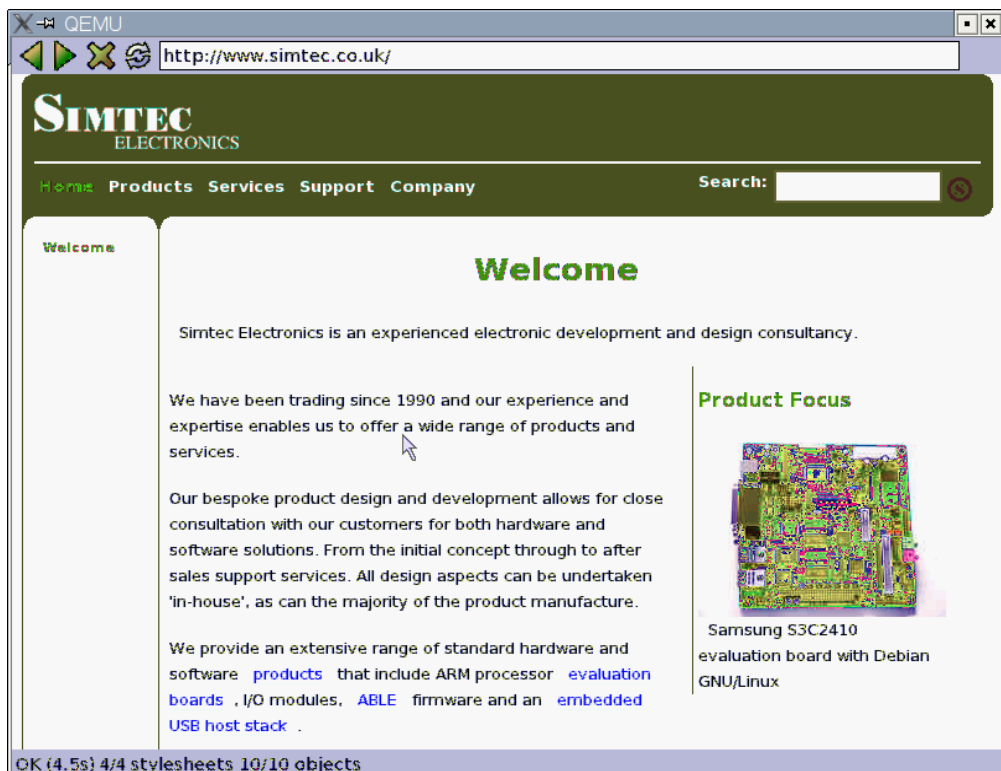 QEMU
http://www.simtec.co.uk/
SIMTEC
ELECTRONICS
Home Products Services Support Company Search:
Welcome
Welcome
Simtec Electronics is an experienced electronic development and design consultancy.
We have been trading since 1990 and our experience and
expertise enables us to offer a wide range of products and
services.
Our bespoke product design and development allows for close
consultation with our customers for both hardware and
software solutions. From the initial concept through to after
sales support services. All design aspects can be undertaken
'in-house', as can the majority of the product manufacture.
We provide an extensive range of standard hardware and
software products that include ARM processor evaluation
boards , I/O modules, ABLE firmware and an embedded
USB host stack .
Product Focus
Samsung S3C2410
evaluation board with Debian
GNU/Linux
OK (4.5s) 4/4 stylesheets 10/10 objects